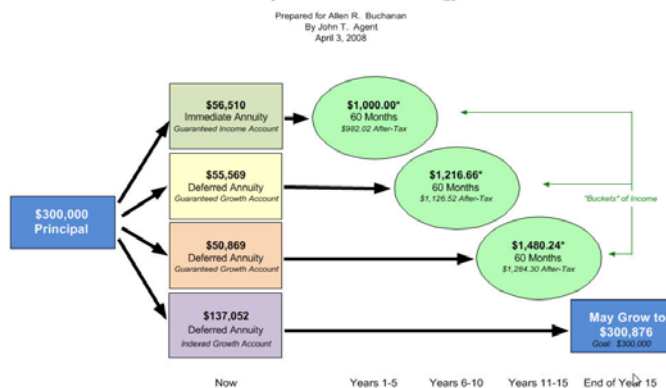 Prepared for Allen R. Buchanan
By John T. Agent
April 3, 2008
$56,510
Immediate Annuity
Guaranteed Income Account
$1,000.00*
60 Months
$982.02 After-Tax
$55,569
Deferred Annuity
Guaranteed Growth Account
$1,216.66*
60 Months
$1,126.52 After-Tax
"Buckets" of Income
$300,000
Principal
$50,869
Deferred Annuity
Guaranteed Growth Account
$1,480.24*
60 Months
$1,284.30 After-Tax
$137,052
Deferred Annuity
Indexed Growth Account
May Grow to
$300,876
Goal: $300,000
Now
Years 1-5
Years 6-10
Years 11-15
End of Year 15